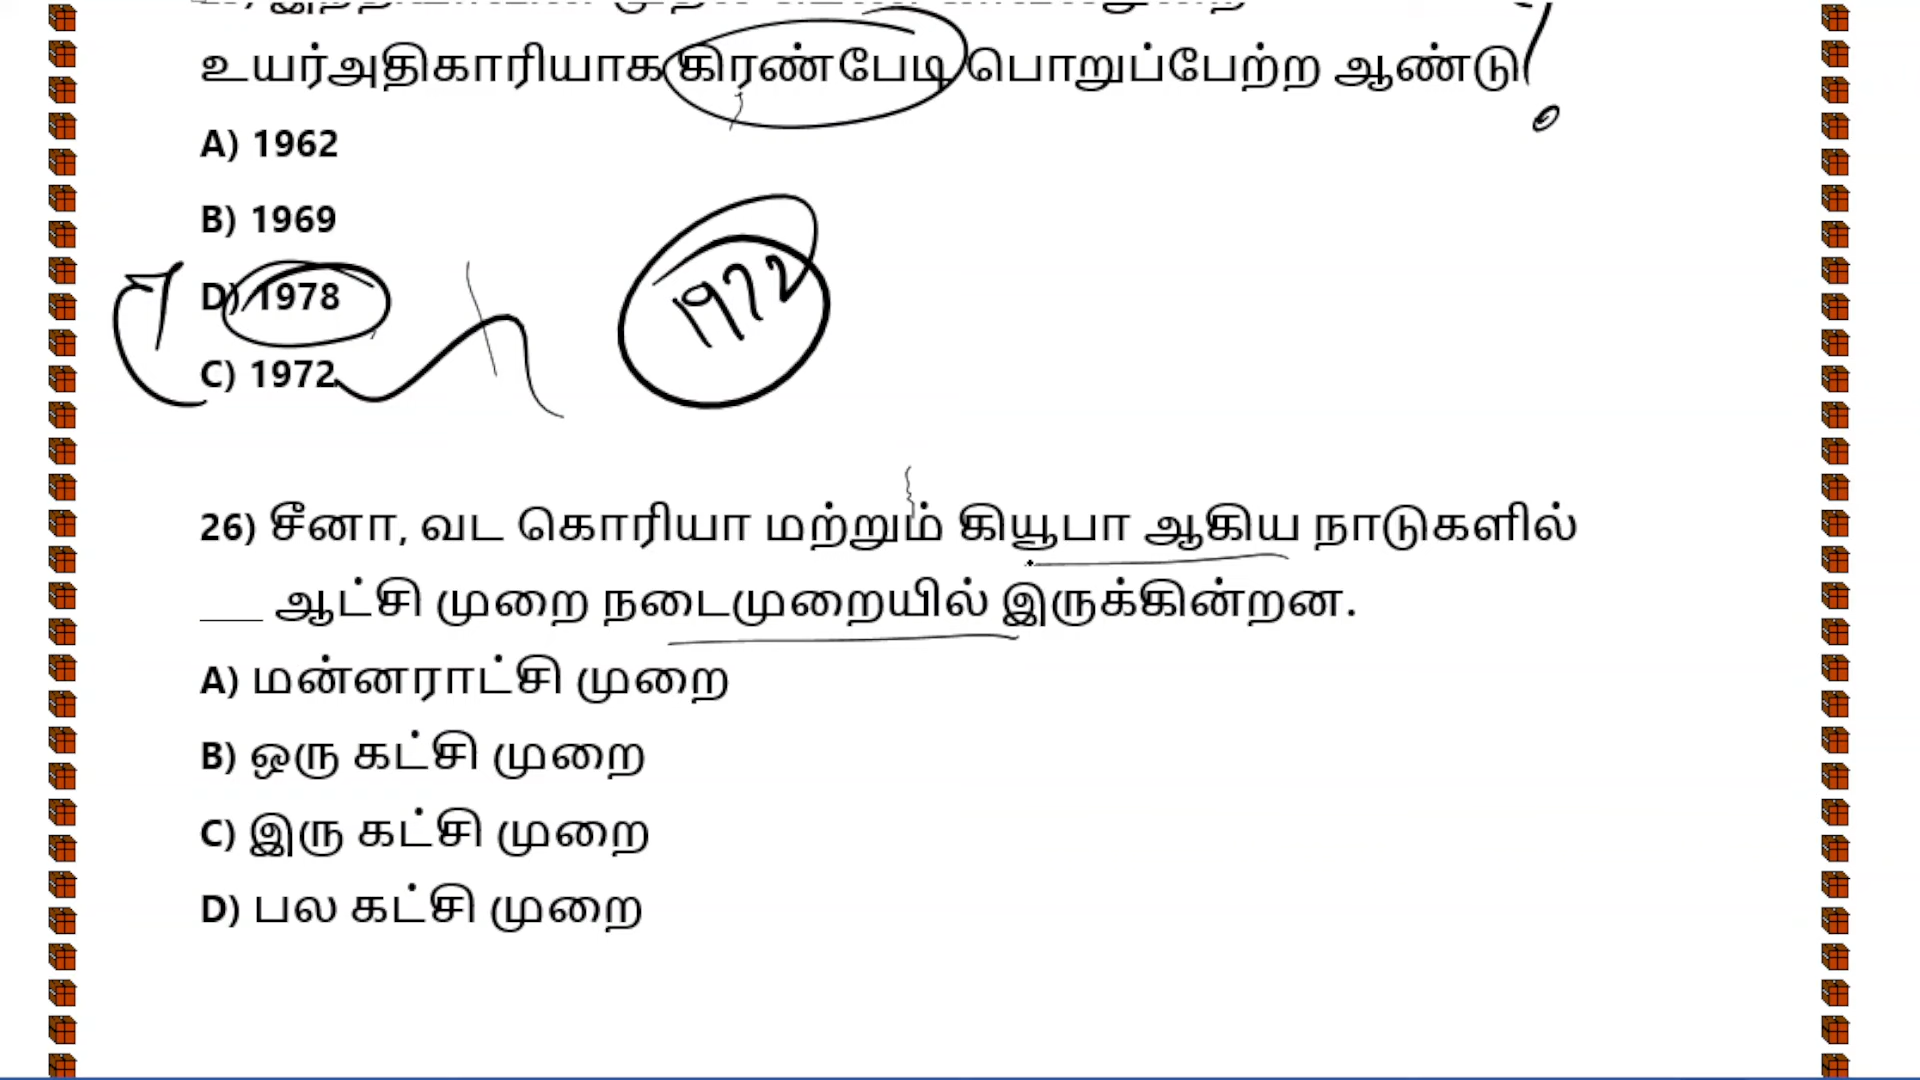 உயர்அதிகாரியாக கிரண்பேடி பொறுப்பேற்ற ஆண்டு
A) 1962
B) 1969
D) 1978
1972
C) 1972
26) சீனா, வட கொரியா மற்றும் கியூபா ஆகிய நாடுகளில்
___ ஆட்சி முறை நடைமுறையில் இருக்கின்றன.
A) மன்னராட்சி முறை
B) ஒரு கட்சி முறை
C) இரு கட்சி முறை
D) பல கட்சி முறை